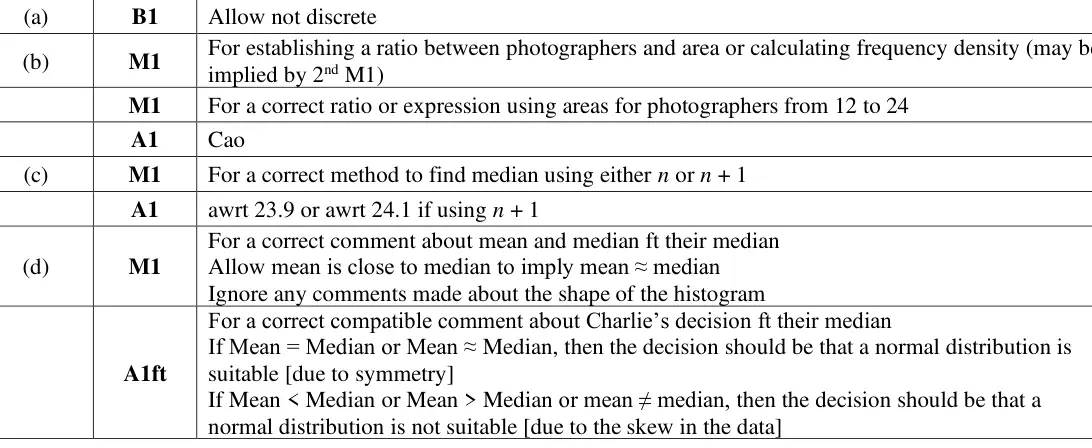 (a) B1 Allow not discrete
(b) M1 For establishing a ratio between photographers and area or calculating frequency density (may be
implied by 2nd M1)
M1 For a correct ratio or expression using areas for photographers from 12 to 24
A1 Cao
(c) M1 For a correct method to find median using either n or n + 1
A1 awrt 23.9 or awrt 24.1 if using n + 1
(d) M1 For a correct comment about mean and median ft their median
Allow mean is close to median to imply mean ≈ median
Ignore any comments made about the shape of the histogram
A1ft For a correct compatible comment about Charlie’s decision ft their median
If Mean = Median or Mean ≈ Median, then the decision should be that a normal distribution is
suitable [due to symmetry]
If Mean < Median or Mean > Median or mean ≠ median, then the decision should be that a
normal distribution is not suitable [due to the skew in the data]